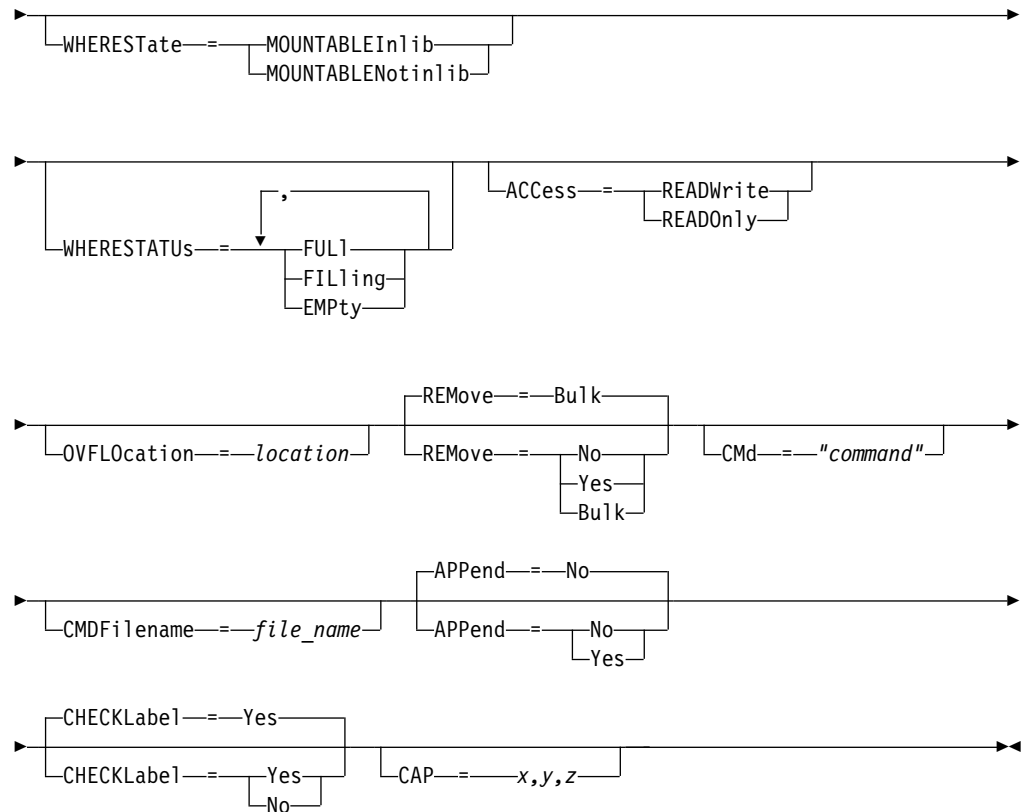 WHERESTate = MOUNTABLEInlib
MOUNTABLENotinlib
, ACCess = READWrite
READOnly
WHERESTATUs = FULl
FILling
EMPty
REMove = Bulk
OVFLOcation = location REMove = No CMd = "command"
Yes
Bulk
APPend = No
CMDFilename = file_name APPend = No
Yes
CHECKLabel = Yes
CHECKLabel = Yes CAP = x,y,z
No